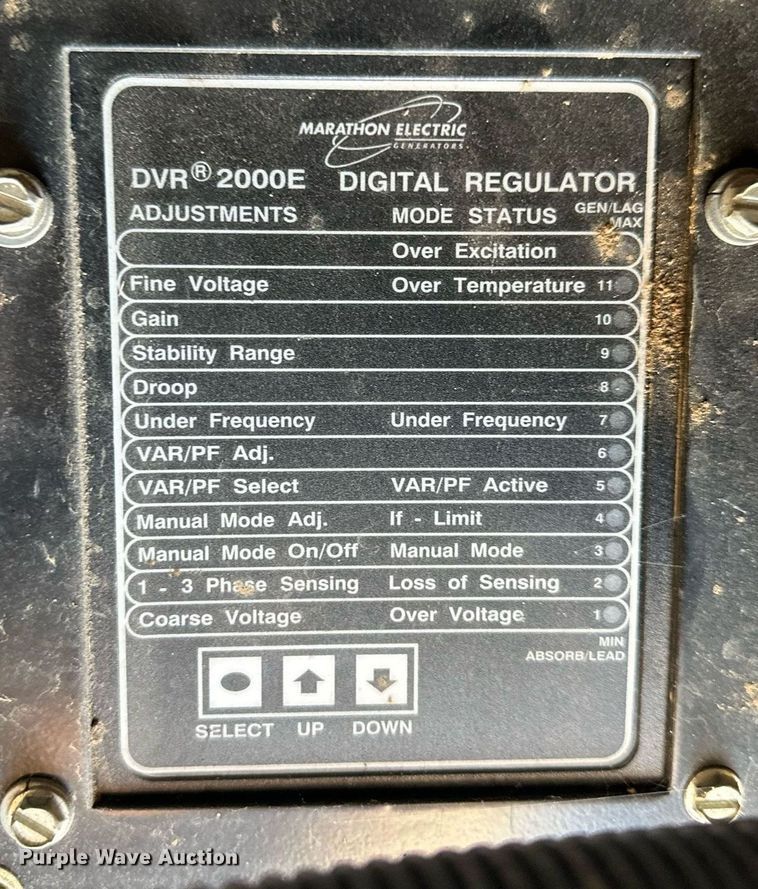 MARATHON ELECTRIC
GENERATORS
DVR® 2000E DIGITAL REGULATOR
ADJUSTMENTS MODE STATUS GEN/LAG
MAX
Over Excitation
Fine Voltage Over Temperature 11
Gain 10
Stability Range 9
Droop 8
Under Frequency Under Frequency 7
VAR/PF Adj. 6
VAR/PF Select VAR/PF Active 5
Manual Mode Adj. If - Limit 4
Manual Mode On/Off Manual Mode 3
1 - 3 Phase Sensing Loss of Sensing 2
Coarse Voltage Over Voltage 1
MIN
ABSORB/LEAD
SELECT UP DOWN
Purple Wave Auction